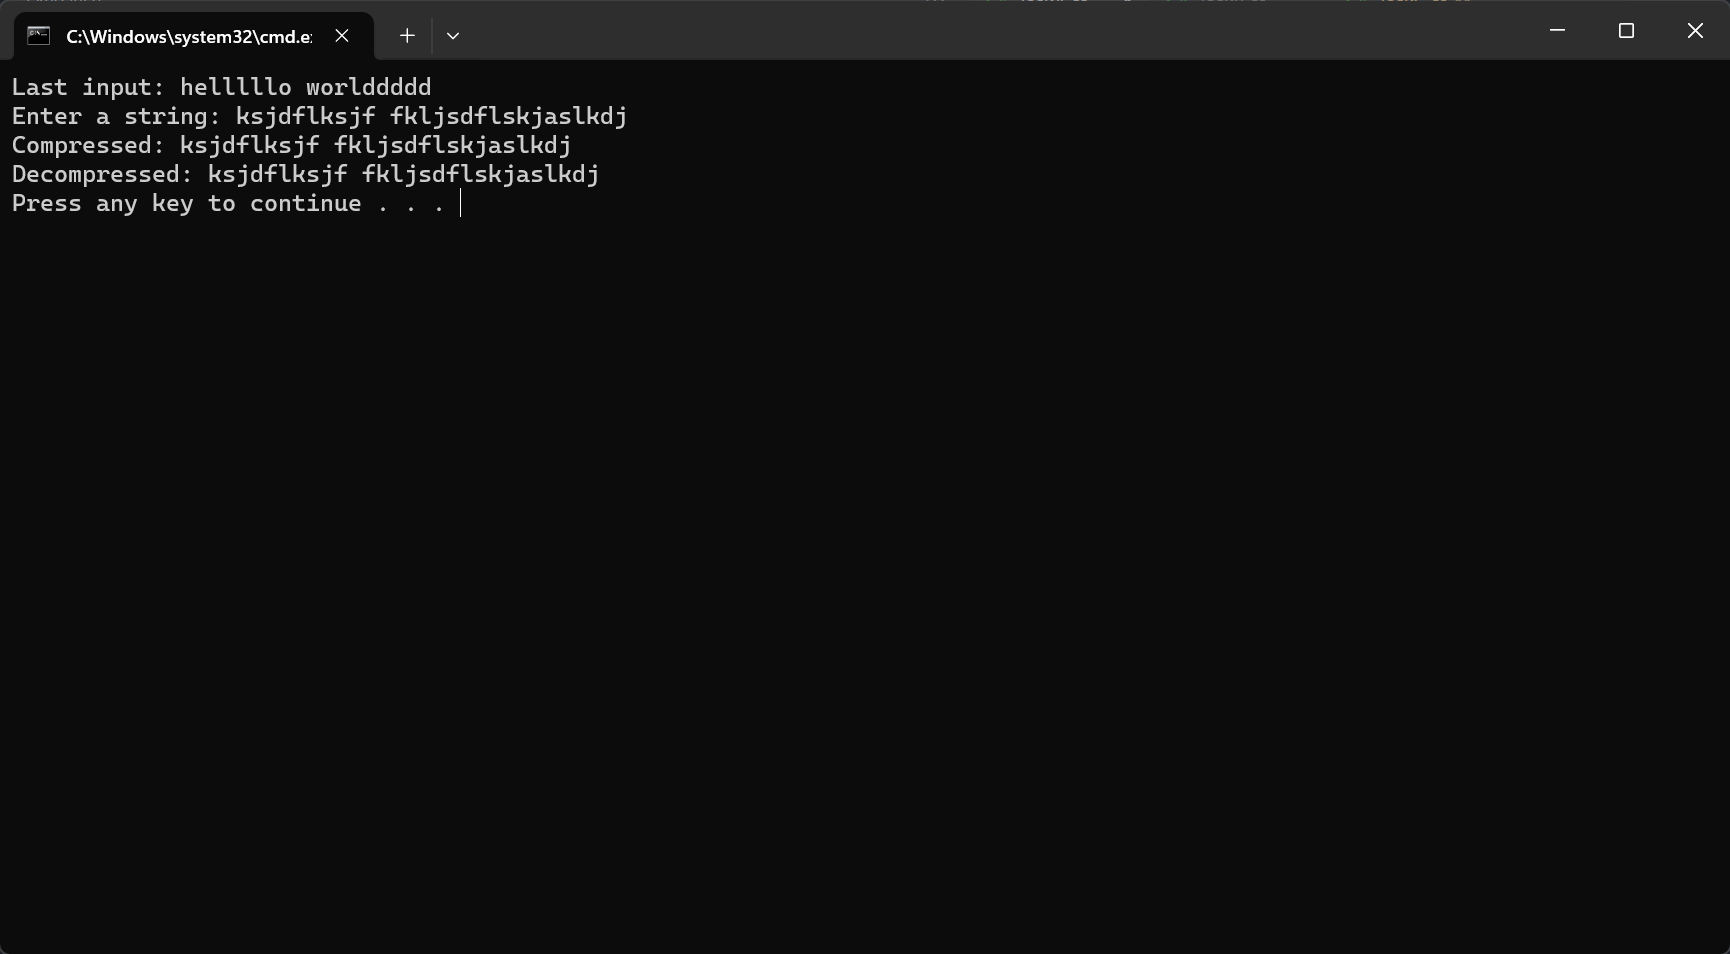 C:\Windows\system32\cmd.e
Last input: helllllo worlddddd
Enter a string: ksjdflksjf fkljsdflskjaslkdj
Compressed: ksjdflksjf fkljsdflskjaslkdj
Decompressed: ksjdflksjf fkljsdflskjaslkdj
Press any key to continue . . .